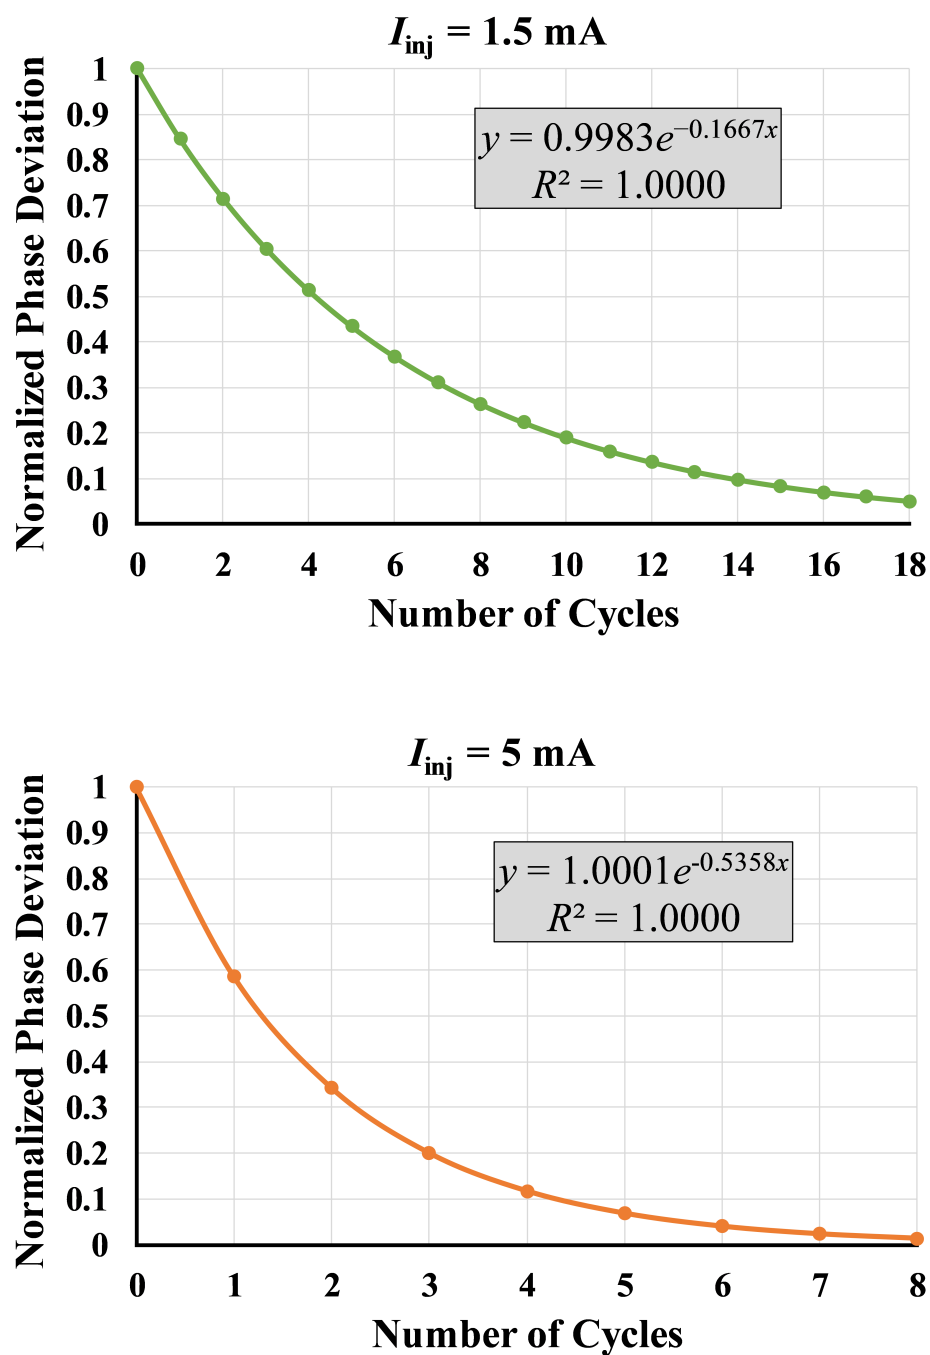 I_inj = 1.5 mA
Normalized Phase Deviation
1
0.9
0.8
0.7
0.6
0.5
0.4
0.3
0.2
0.1
0
y = 0.9983e^−0.1667x
R² = 1.0000
0 2 4 6 8 10 12 14 16 18
Number of Cycles
I_inj = 5 mA
Normalized Phase Deviation
1
0.9
0.8
0.7
0.6
0.5
0.4
0.3
0.2
0.1
0
y = 1.0001e^-0.5358x
R² = 1.0000
0 1 2 3 4 5 6 7 8
Number of Cycles